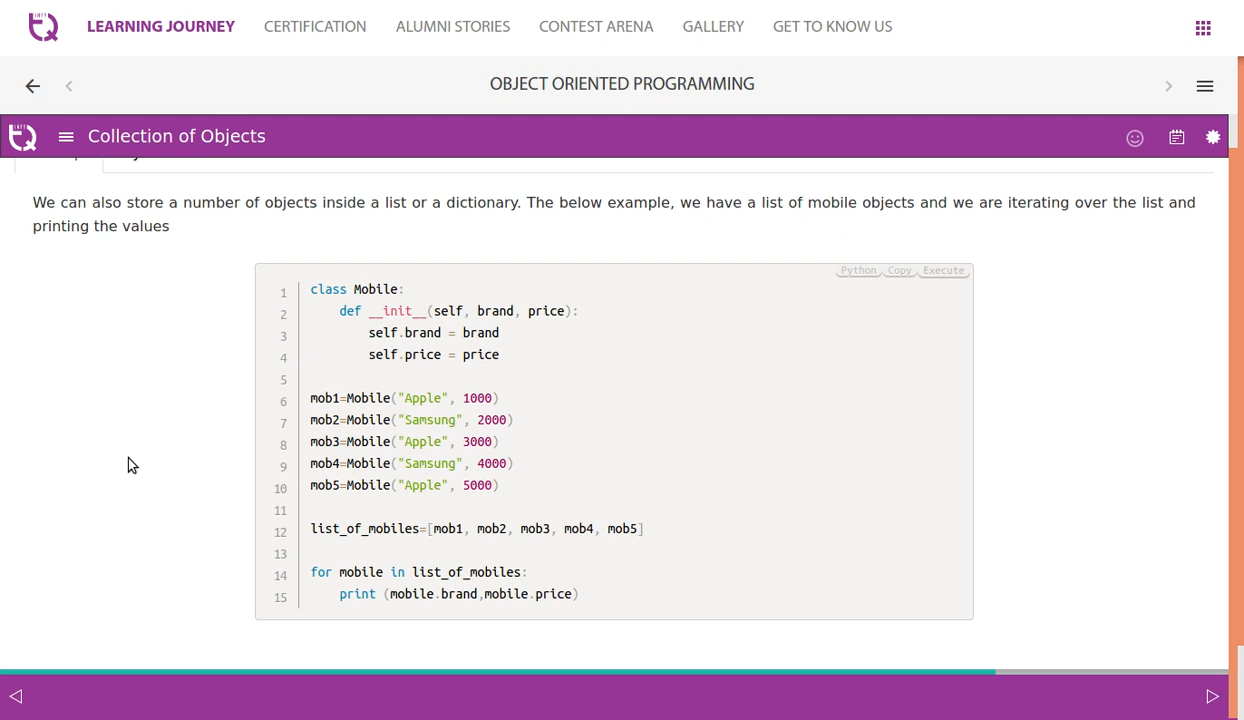 LEARNING JOURNEY CERTIFICATION ALUMNI STORIES CONTEST ARENA GALLERY GET TO KNOW US
OBJECT ORIENTED PROGRAMMING
Collection of Objects
We can also store a number of objects inside a list or a dictionary. The below example, we have a list of mobile objects and we are iterating over the list and
printing the values
Python Copy Execute
1 class Mobile:
2     def __init__(self, brand, price):
3         self.brand = brand
4         self.price = price
5
6 mob1=Mobile("Apple", 1000)
7 mob2=Mobile("Samsung", 2000)
8 mob3=Mobile("Apple", 3000)
9 mob4=Mobile("Samsung", 4000)
10 mob5=Mobile("Apple", 5000)
11
12 list_of_mobiles=[mob1, mob2, mob3, mob4, mob5]
13
14 for mobile in list_of_mobiles:
15     print (mobile.brand,mobile.price)